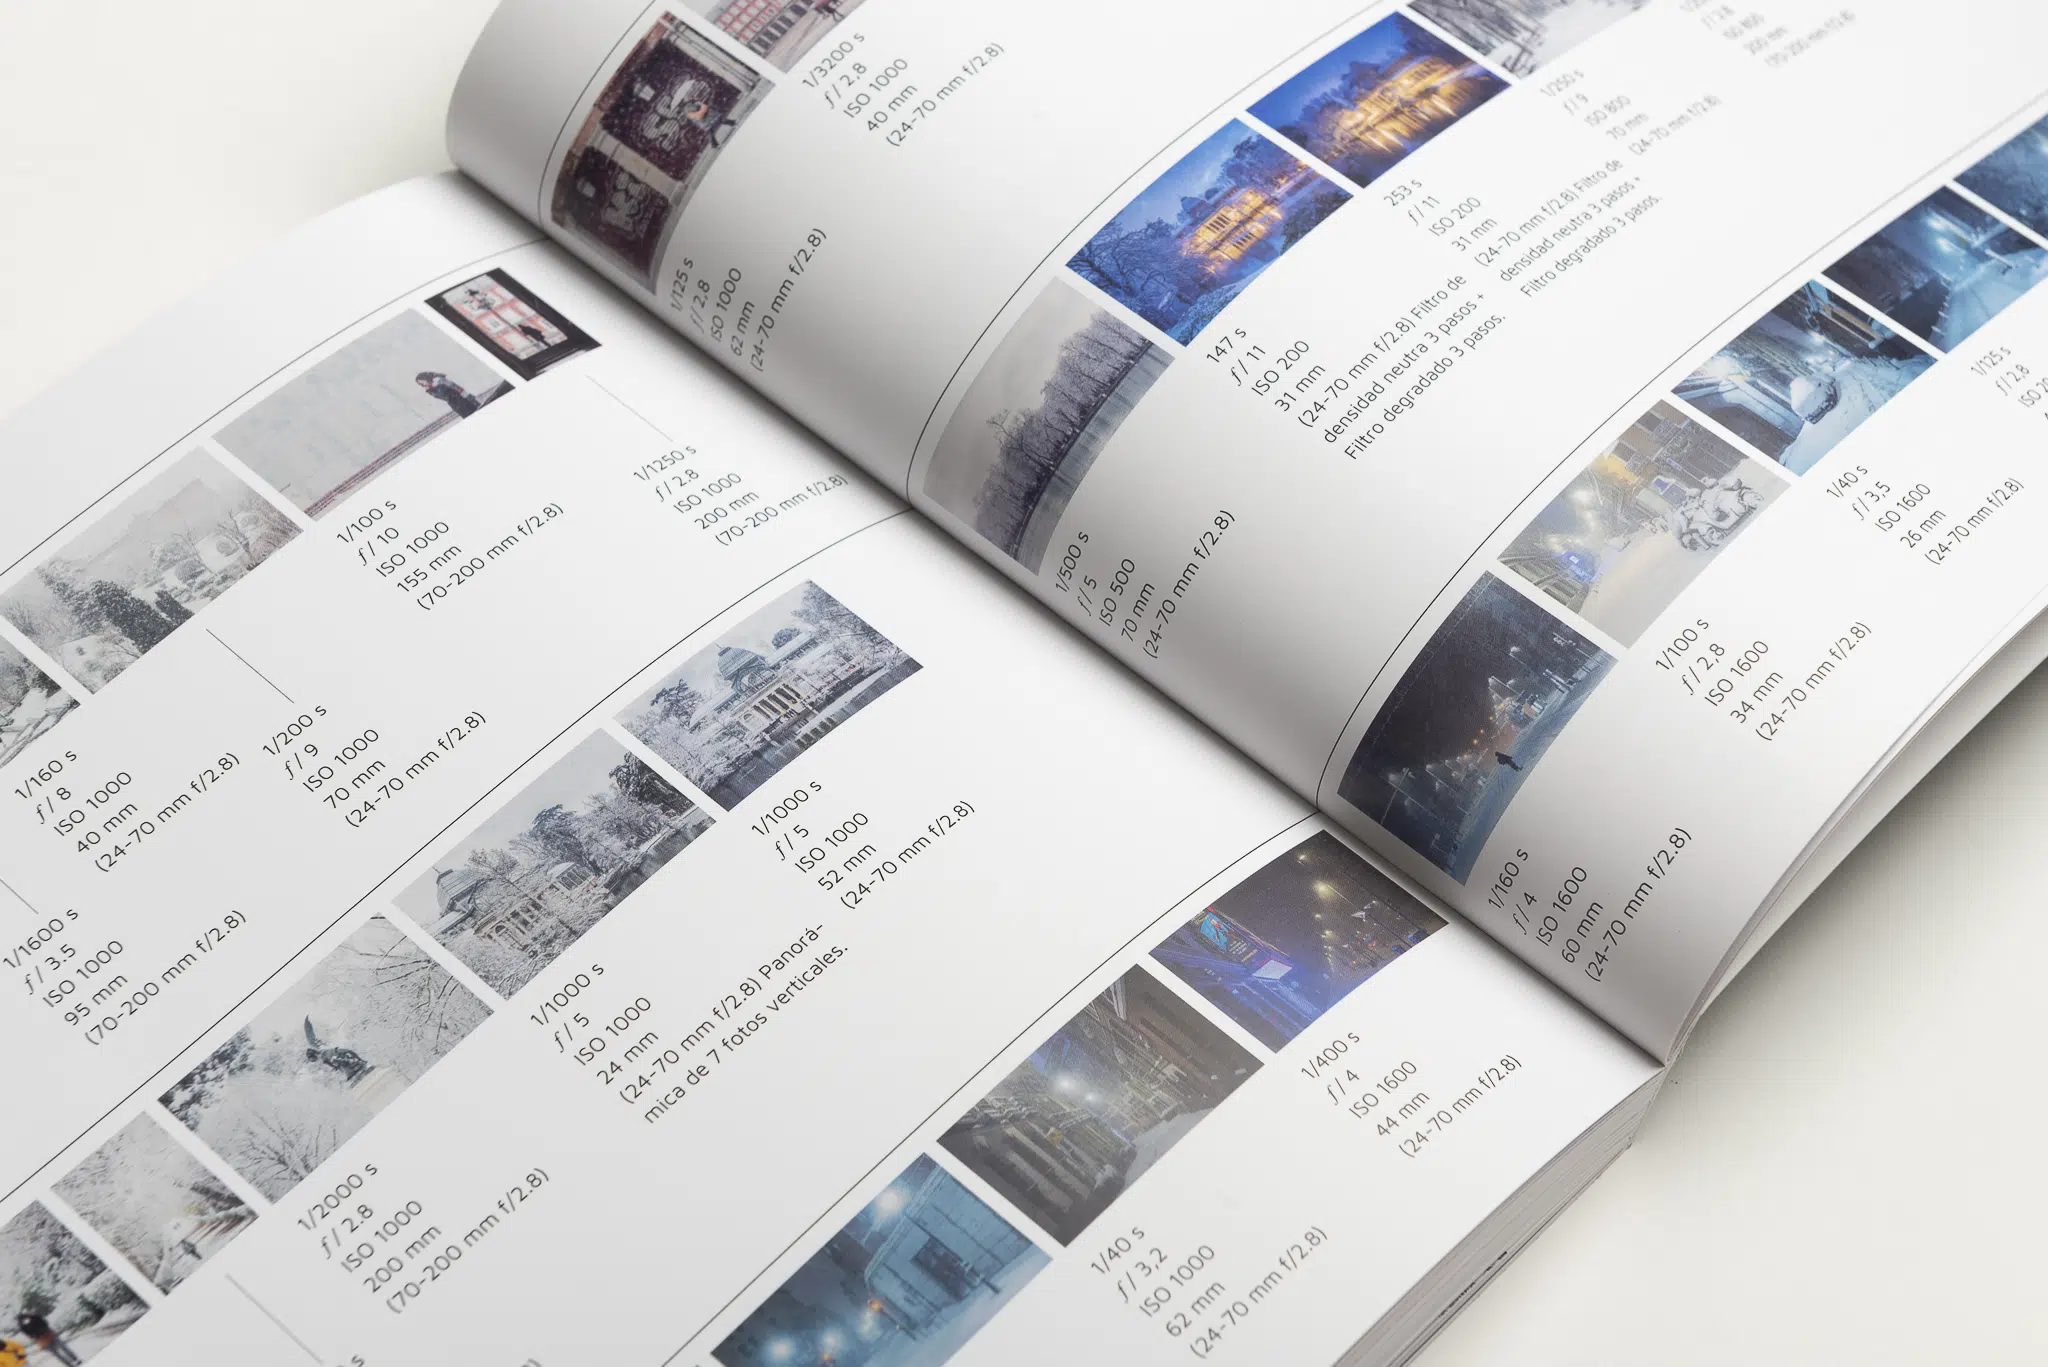 1/160 s
f / 8
ISO 1000
40 mm
(24-70 mm f/2.8)
1/200 s
f / 9
ISO 1000
70 mm
(24-70 mm f/2.8)
1/100 s
f / 10
ISO 1000
155 mm
(70-200 mm f/2.8)
1/1250 s
f / 2.8
ISO 1000
200 mm
(70-200 mm f/2.8)
1/1600 s
f / 3.5
ISO 1000
95 mm
(70-200 mm f/2.8)
1/2000 s
f / 2.8
ISO 1000
200 mm
(70-200 mm f/2.8)
1/1000 s
f / 5
ISO 1000
24 mm
(24-70 mm f/2.8) Panorá-
mica de 7 fotos verticales.
1/1000 s
f / 5
ISO 1000
52 mm
(24-70 mm f/2.8)
1/40 s
f / 3,2
ISO 1000
62 mm
(24-70 mm f/2.8)
1/400 s
f / 4
ISO 1600
44 mm
(24-70 mm f/2.8)
1/125 s
f / 2.8
ISO 1000
62 mm
(24-70 mm f/2.8)
1/3200 s
f / 2.8
ISO 1000
40 mm
(24-70 mm f/2.8)
1/500 s
f / 5
ISO 500
70 mm
(24-70 mm f/2.8)
147 s
f / 11
ISO 200
31 mm
(24-70 mm f/2.8) Filtro de
densidad neutra 3 pasos +
Filtro degradado 3 pasos.
253 s
f / 11
ISO 200
31 mm
(24-70 mm f/2.8) Filtro de
densidad neutra 3 pasos +
Filtro degradado 3 pasos.
1/250 s
f / 9
ISO 800
70 mm
(24-70 mm f/2.8)
f / 2.8
ISO 800
200 mm
(70-200 mm f/2.8)
1/160 s
f / 4
ISO 1600
60 mm
(24-70 mm f/2.8)
1/100 s
f / 2,8
ISO 1600
34 mm
(24-70 mm f/2.8)
1/40 s
f / 3,5
ISO 1600
26 mm
(24-70 mm f/2.8)
1/125 s
f / 2,8